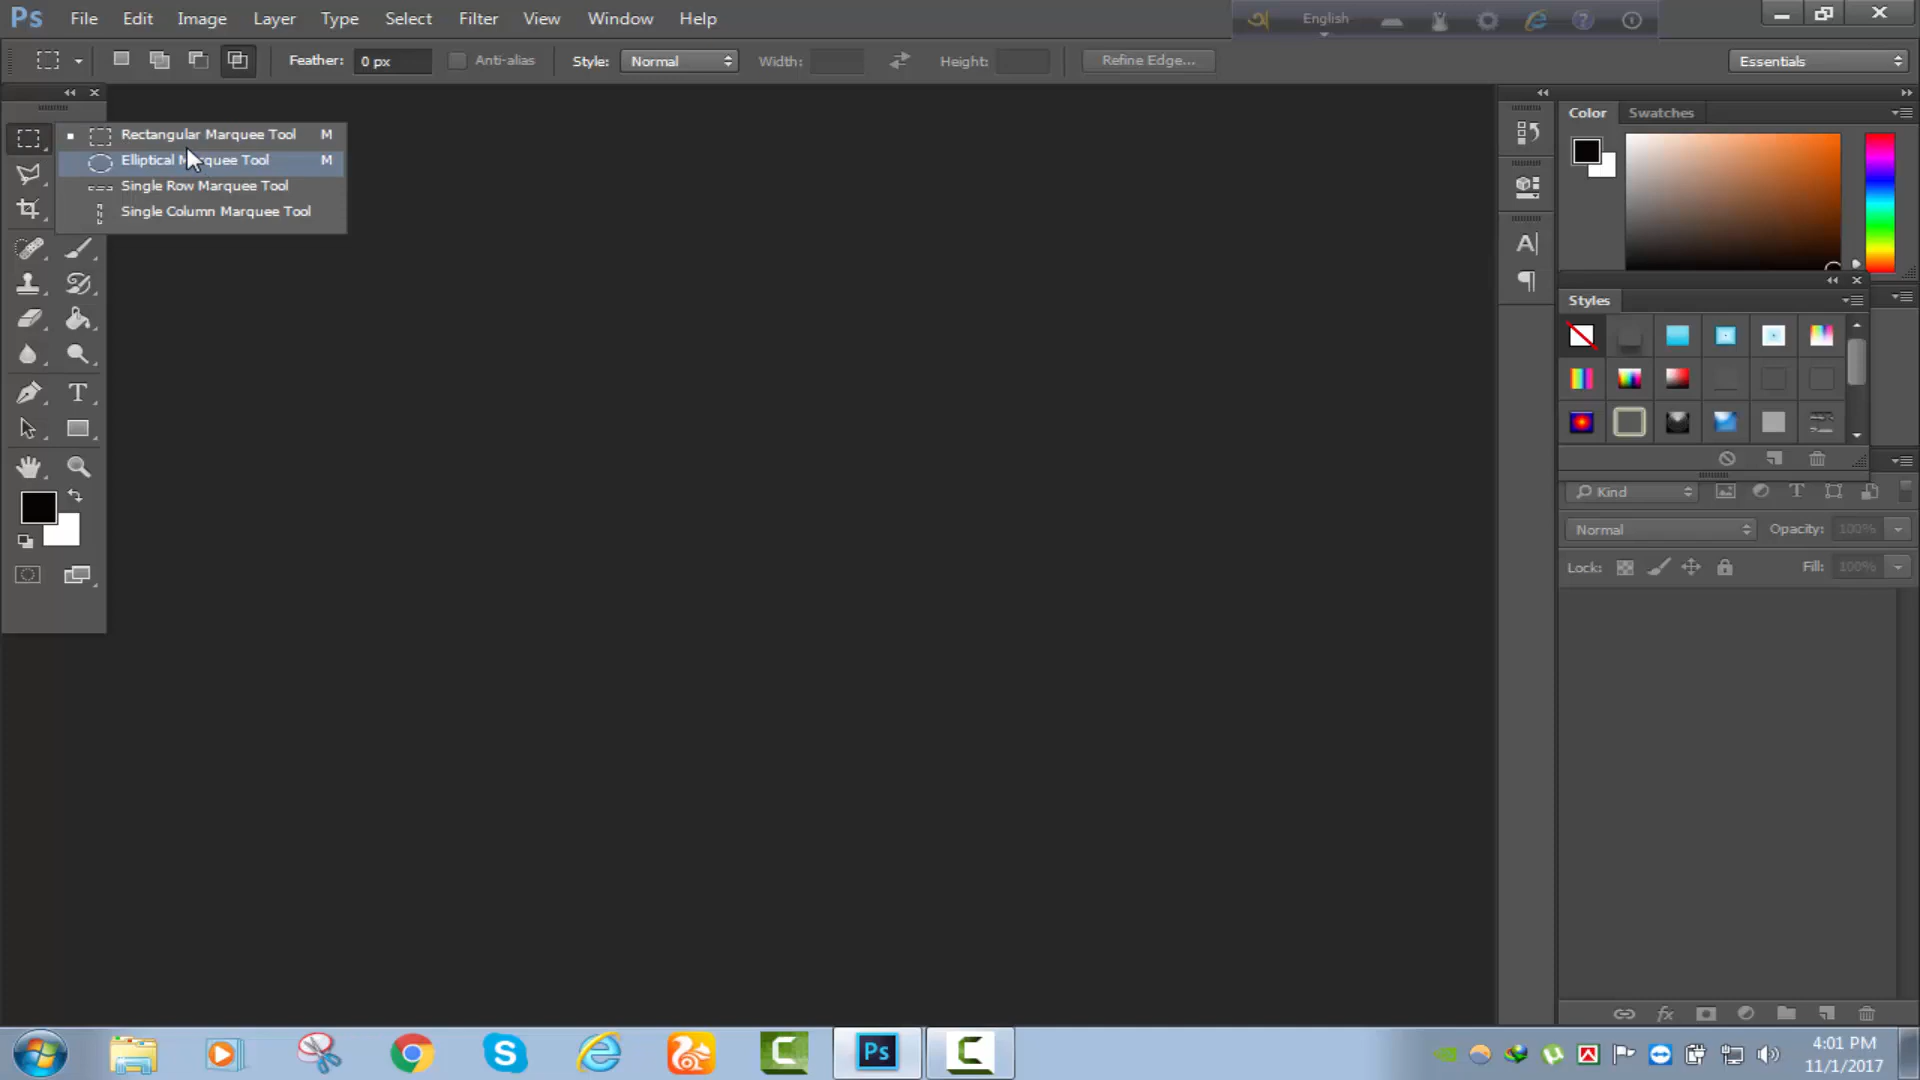 Ps File Edit Image Layer Type Select Filter View Window Help অ English
Feather: 0 px Anti-alias Style: Normal Width: Height: Refine Edge... Essentials
Color Swatches
Rectangular Marquee Tool M
Elliptical Marquee Tool M
Single Row Marquee Tool
Single Column Marquee Tool
Styles
Kind
Normal Opacity: 100%
Lock: Fill: 100%
4:01 PM
11/1/2017